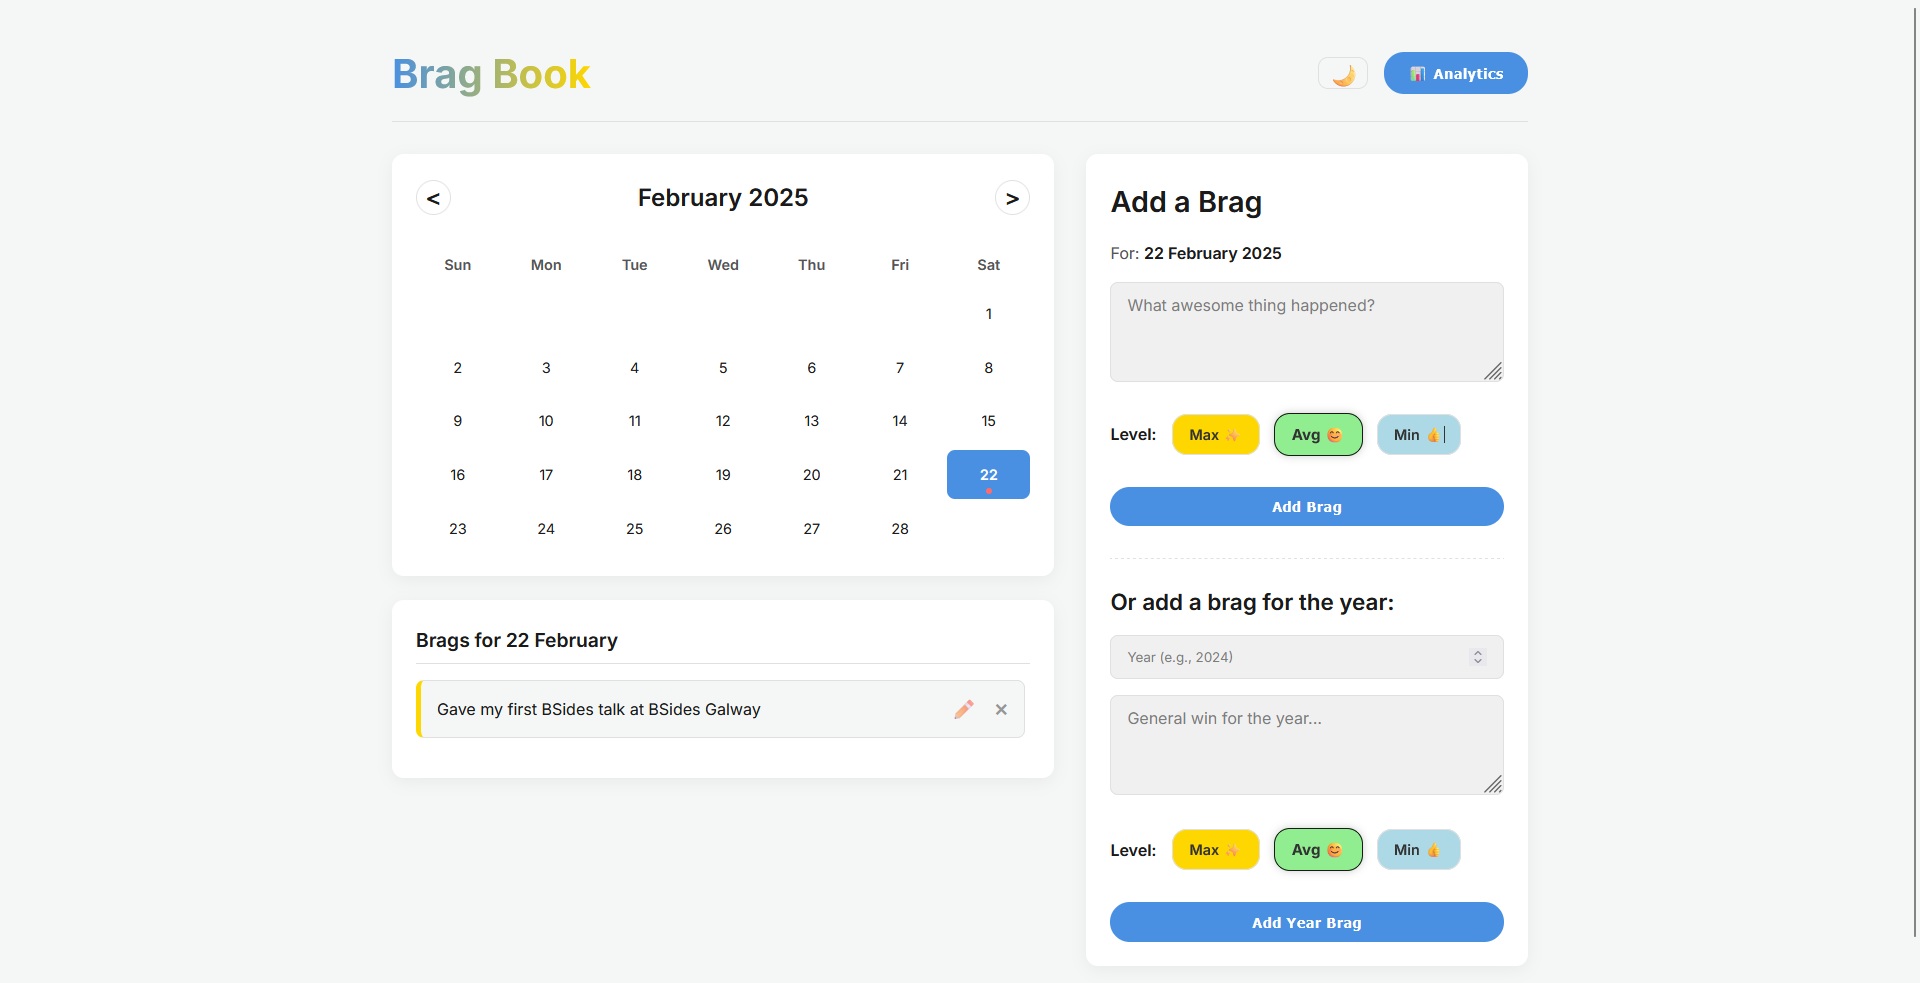 Brag Book
🌙
📊 Analytics
<
February 2025
>
Sun Mon Tue Wed Thu Fri Sat
1
2 3 4 5 6 7 8
9 10 11 12 13 14 15
16 17 18 19 20 21 22
23 24 25 26 27 28
Brags for 22 February
Gave my first BSides talk at BSides Galway
✏️ ×
Add a Brag
For: 22 February 2025
What awesome thing happened?
Level: Max ✨ Avg 😊 Min 👍
Add Brag
Or add a brag for the year:
Year (e.g., 2024)
General win for the year...
Level: Max ✨ Avg 😊 Min 👍
Add Year Brag